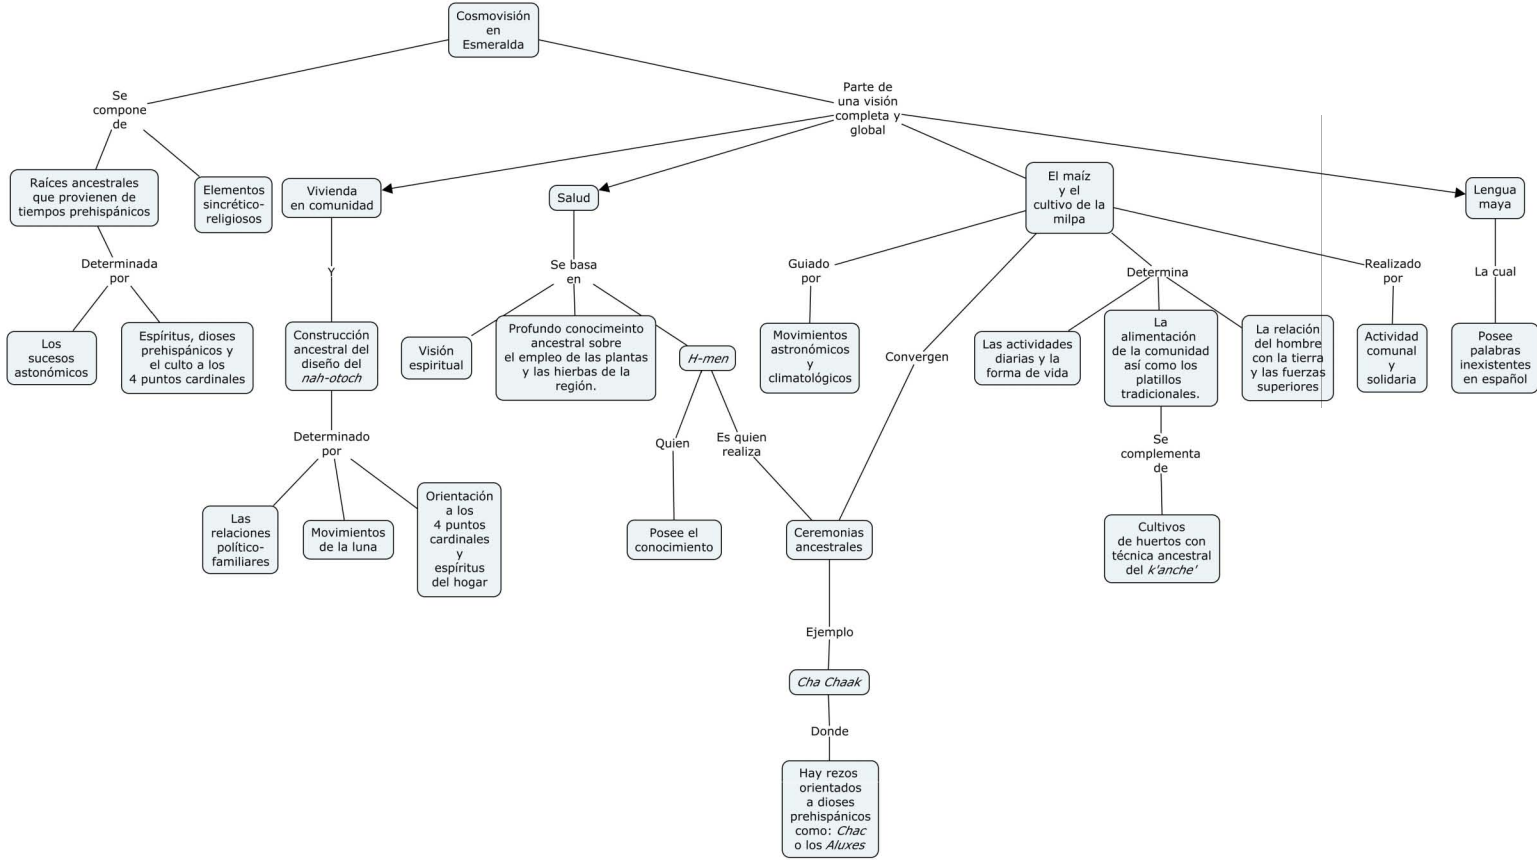 Cosmovisión
en
Esmeralda
Se
compone
de
Parte de
una visión
completa y
global
Raíces ancestrales
que provienen de
tiempos prehispánicos
Elementos
sincrético-
religiosos
Vivienda
en comunidad
Salud
El maíz
y el
cultivo de la
milpa
Lengua
maya
Determinada
por
Y
Se basa
en
Guiado
por
Determina
Realizado
por
La cual
Los
sucesos
astonómicos
Espíritus, dioses
prehispánicos y
el culto a los
4 puntos cardinales
Construcción
ancestral del
diseño del
nah-otoch
Visión
espiritual
Profundo conocimeinto
ancestral sobre
el empleo de las plantas
y las hierbas de la
región.
H-men
Movimientos
astronómicos
y
climatológicos
Convergen
Las actividades
diarias y la
forma de vida
La
alimentación
de la comunidad
así como los
platillos
tradicionales.
La relación
del hombre
con la tierra
y las fuerzas
superiores
Actividad
comunal
y
solidaria
Posee
palabras
inexistentes
en español
Determinado
por
Quien
Es quien
realiza
Se
complementa
de
Las
relaciones
político-
familiares
Movimientos
de la luna
Orientación
a los
4 puntos
cardinales
y
espíritus
del hogar
Posee el
conocimiento
Ceremonias
ancestrales
Cultivos
de huertos con
técnica ancestral
del k'anche'
Ejemplo
Cha Chaak
Donde
Hay rezos
orientados
a dioses
prehispánicos
como: Chac
o los Aluxes